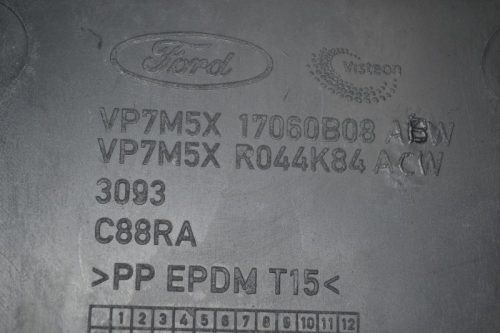 Ford Visteon
VP7M5X 17060B08 ABW
VP7M5X R044K84 ACW
3093
C88RA
>PP EPDM T15<
1 2 3 4 5 6 7 8 9 10 11 12